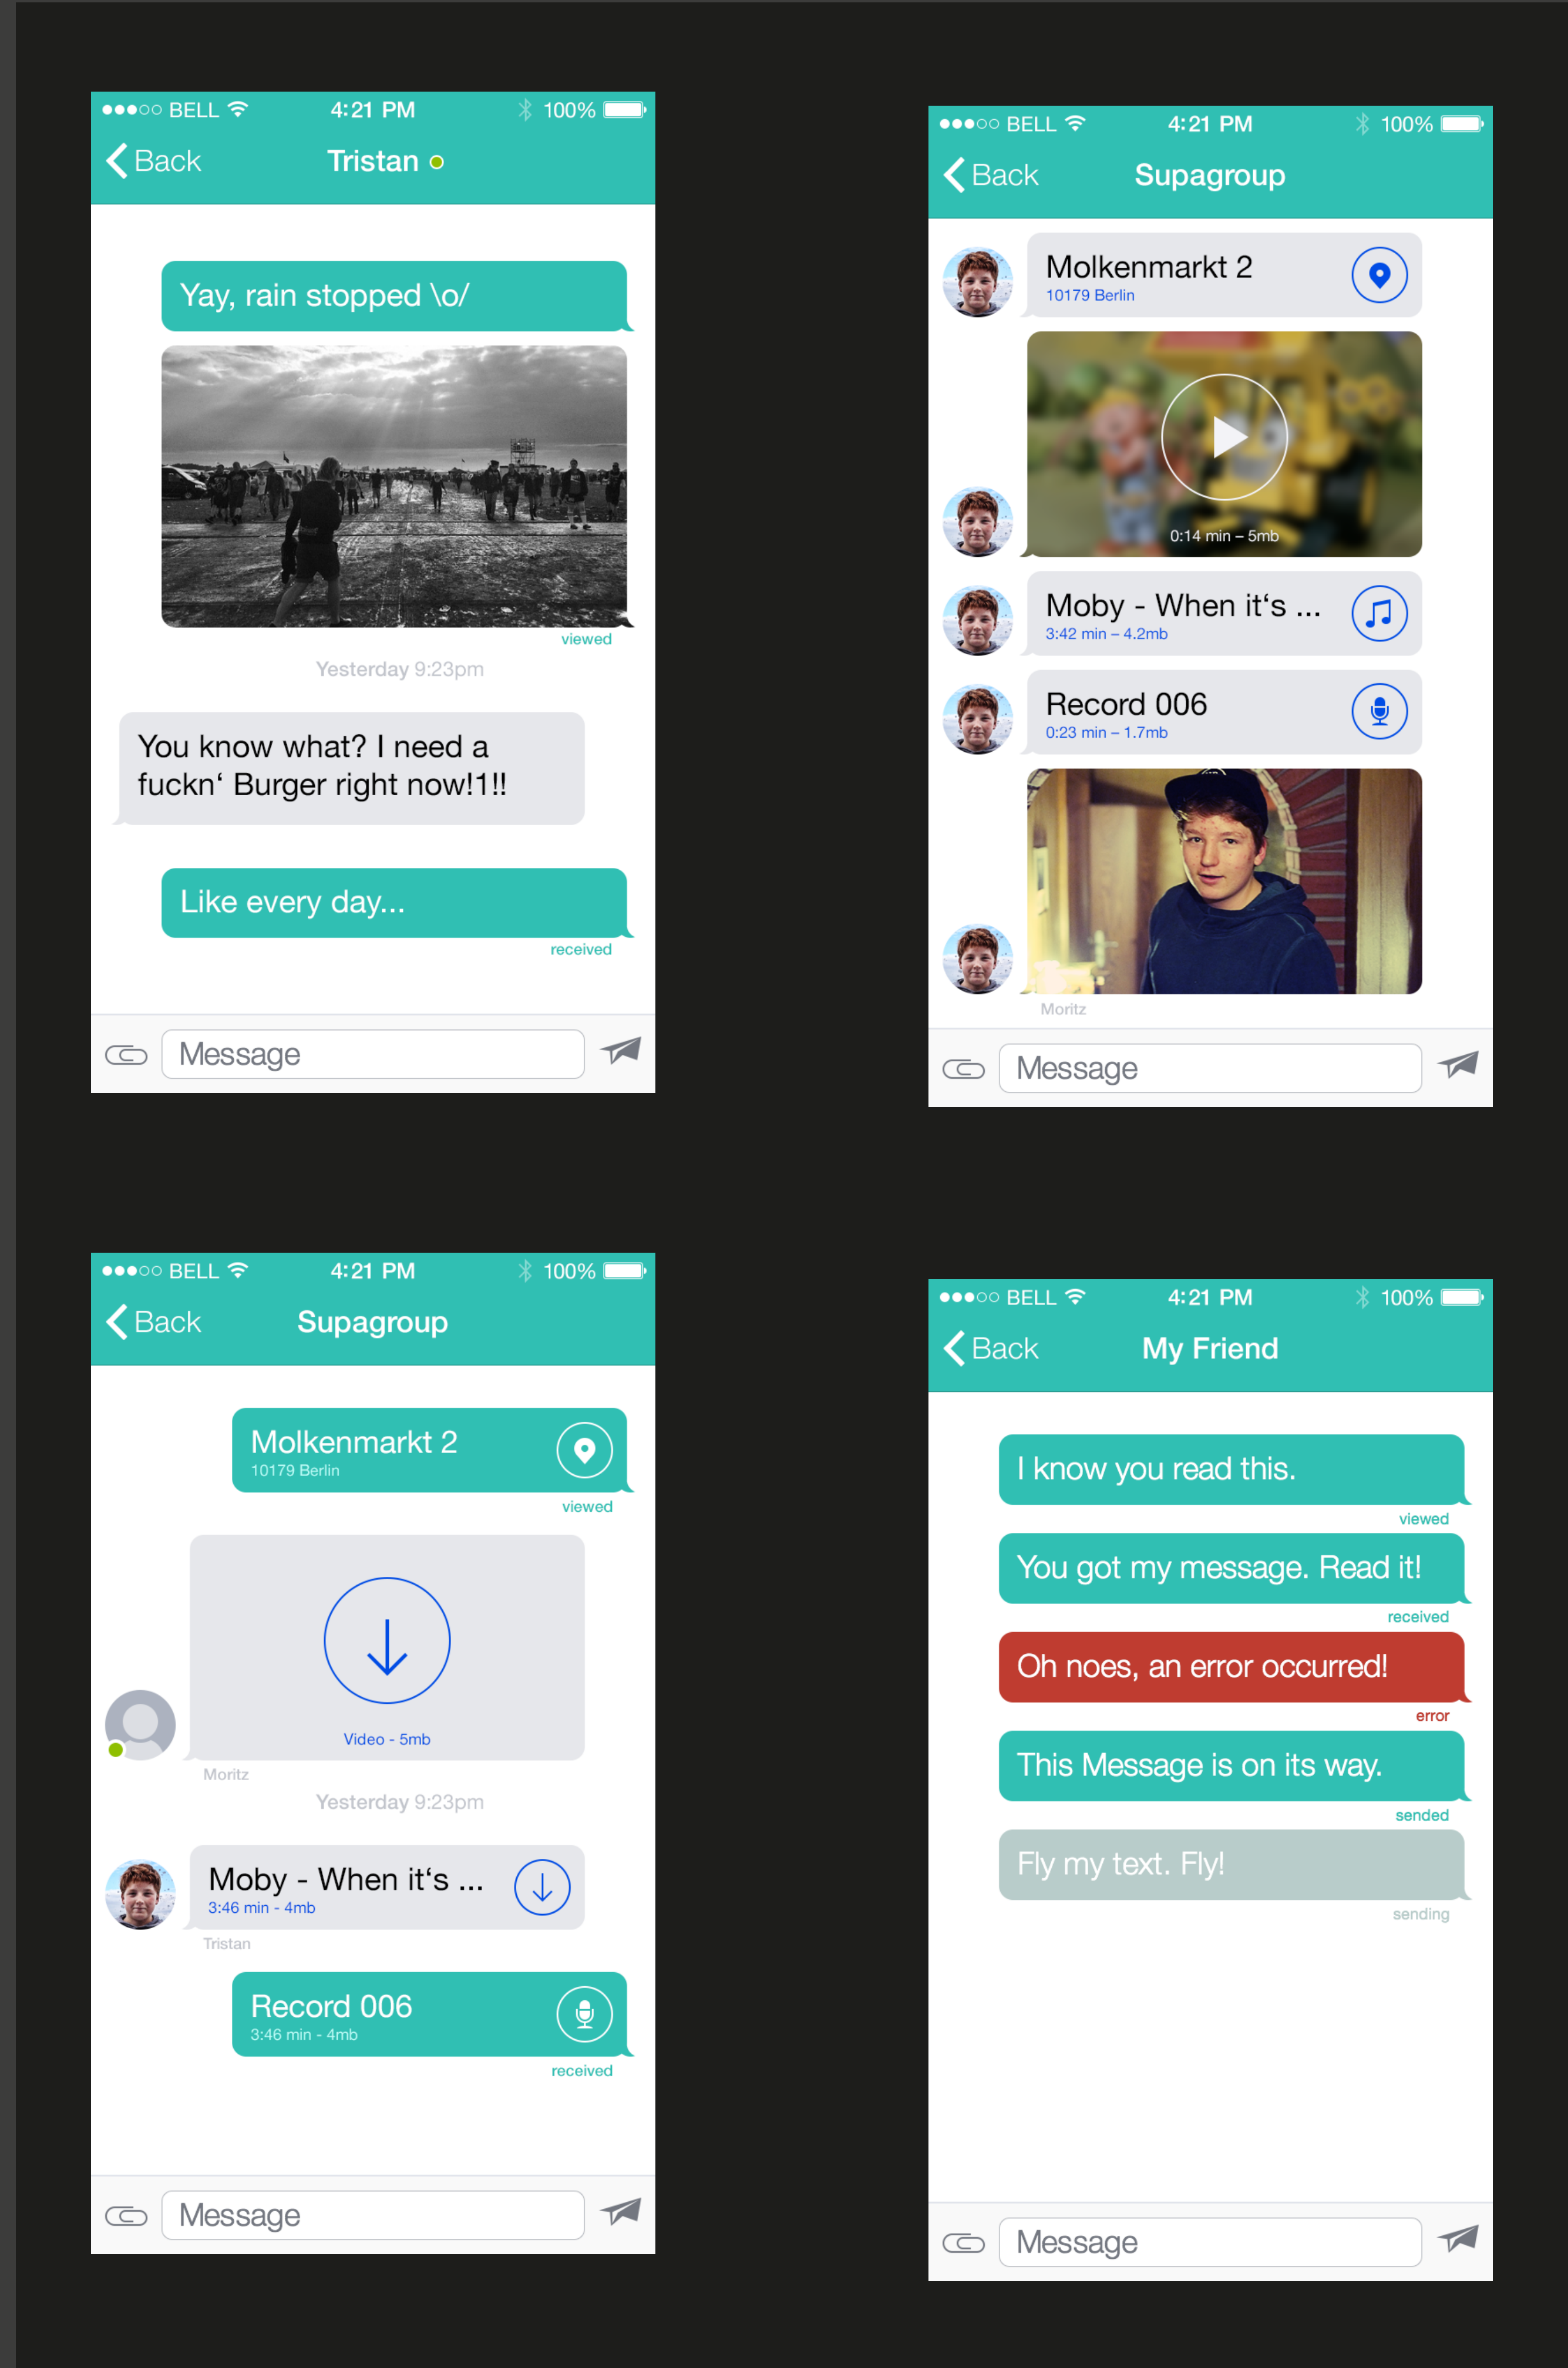 BELL 4:21 PM 100%
Back Tristan
Yay, rain stopped \o/
viewed
Yesterday 9:23pm
You know what? I need a
fuckn‘ Burger right now!1!!
Like every day...
received
Message
BELL 4:21 PM 100%
Back Supagroup
Molkenmarkt 2
10179 Berlin
0:14 min – 5mb
Moby - When it‘s ...
3:42 min – 4.2mb
Record 006
0:23 min – 1.7mb
Moritz
Message
BELL 4:21 PM 100%
Back Supagroup
Molkenmarkt 2
10179 Berlin
viewed
Video - 5mb
Moritz
Yesterday 9:23pm
Moby - When it‘s ...
3:46 min - 4mb
Tristan
Record 006
3:46 min - 4mb
received
Message
BELL 4:21 PM 100%
Back My Friend
I know you read this.
viewed
You got my message. Read it!
received
Oh noes, an error occurred!
error
This Message is on its way.
sended
Fly my text. Fly!
sending
Message